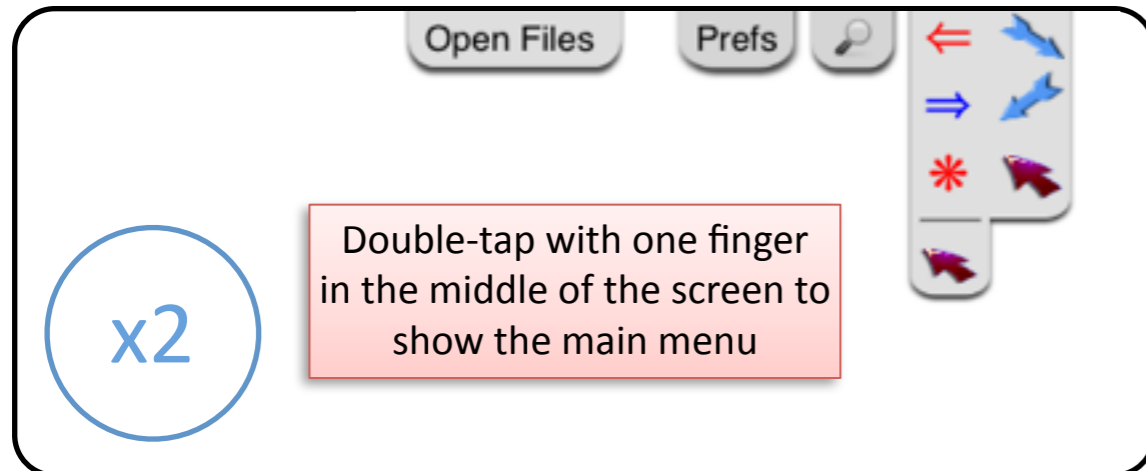 Open Files
Prefs
Double-tap with one finger
in the middle of the screen to
show the main menu
x2